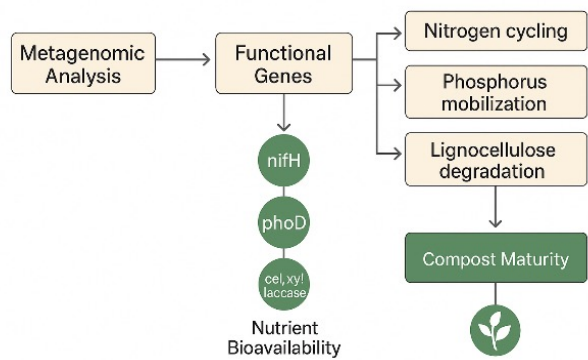 Metagenomic
Analysis
Functional
Genes
Nitrogen cycling
Phosphorus
mobilization
Lignocellulose
degradation
nifH
phoD
cel, xy!
laccase
Nutrient
Bioavailability
Compost Maturity